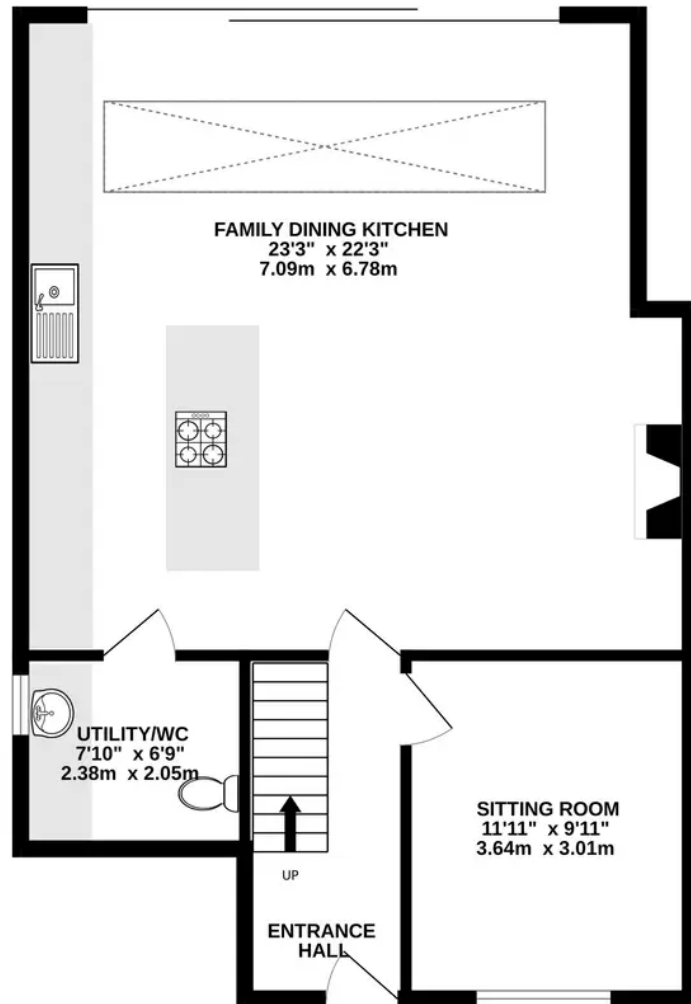 FAMILY DINING KITCHEN
23'3" x 22'3"
7.09m x 6.78m
UTILITY/WC
7'10" x 6'9"
2.38m x 2.05m
SITTING ROOM
11'11" x 9'11"
3.64m x 3.01m
UP
ENTRANCE
HALL